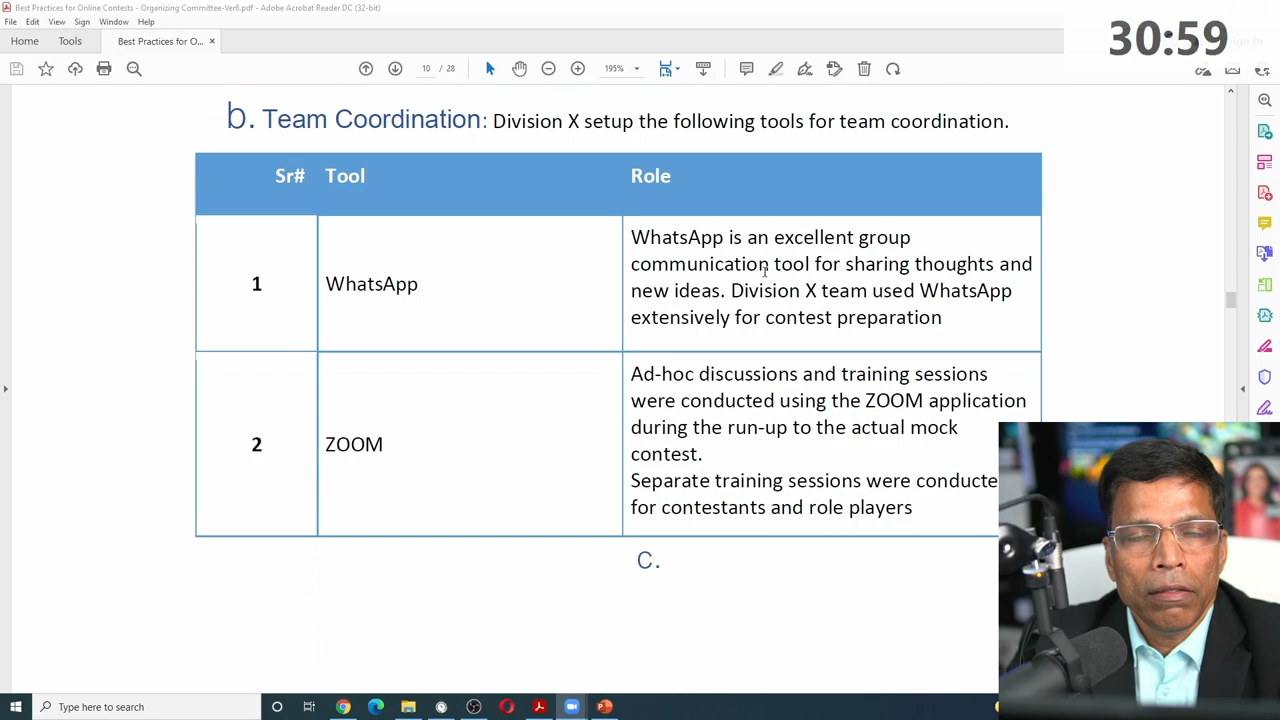 Best Practices for Online Contests - Organizing Committee-Ver6.pdf - Adobe Acrobat Reader DC (32-bit)
File Edit View Sign Window Help
30:59
Home Tools Best Practices for O... ×
10 / 28 195%
b. Team Coordination: Division X setup the following tools for team coordination.
Sr# Tool Role
1 WhatsApp
WhatsApp is an excellent group
communication tool for sharing thoughts and
new ideas. Division X team used WhatsApp
extensively for contest preparation
2 ZOOM
Ad-hoc discussions and training sessions
were conducted using the ZOOM application
during the run-up to the actual mock
contest.
Separate training sessions were conducte
for contestants and role players
C.
Type here to search